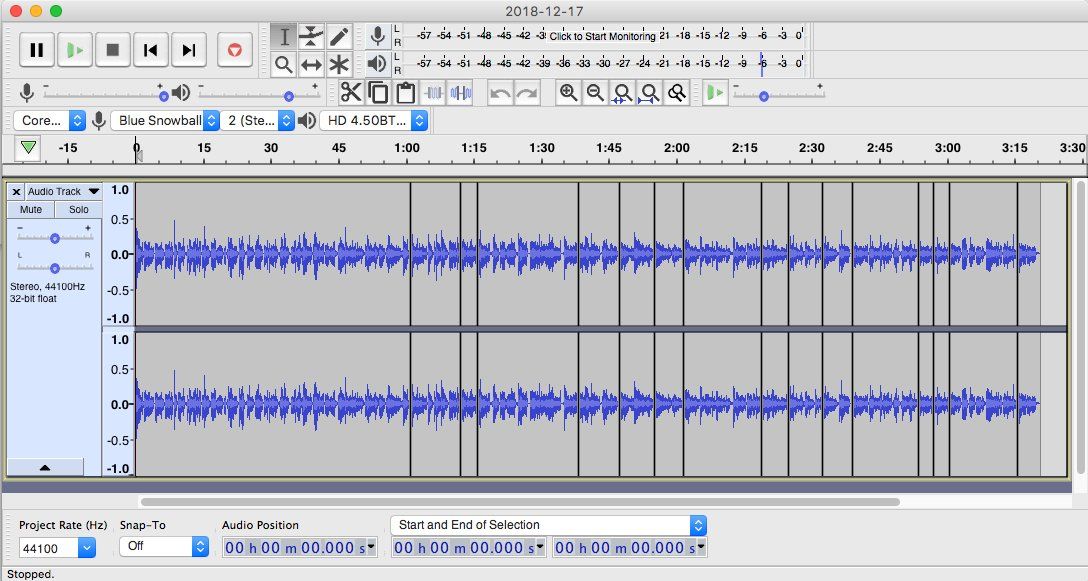 2018-12-17
L
R
-57 -54 -51 -48 -45 -42 -3 Click to Start Monitoring 21 -18 -15 -12 -9 -6 -3 0
L
R
-57 -54 -51 -48 -45 -42 -39 -36 -33 -30 -27 -24 -21 -18 -15 -12 -9 -6 -3 0
- + - + - +
Core... Blue Snowball 2 (Ste... HD 4.50BT...
-15 0 15 30 45 1:00 1:15 1:30 1:45 2:00 2:15 2:30 2:45 3:00 3:15 3:30
Audio Track 1.0
Mute Solo
0.5
- +
L R
0.0
Stereo, 44100Hz
32-bit float
-0.5
-1.0
1.0
0.5
0.0
-0.5
-1.0
Project Rate (Hz) Snap-To Audio Position Start and End of Selection
44100 Off 00 h 00 m 00.000 s 00 h 00 m 00.000 s 00 h 00 m 00.000 s
Stopped.